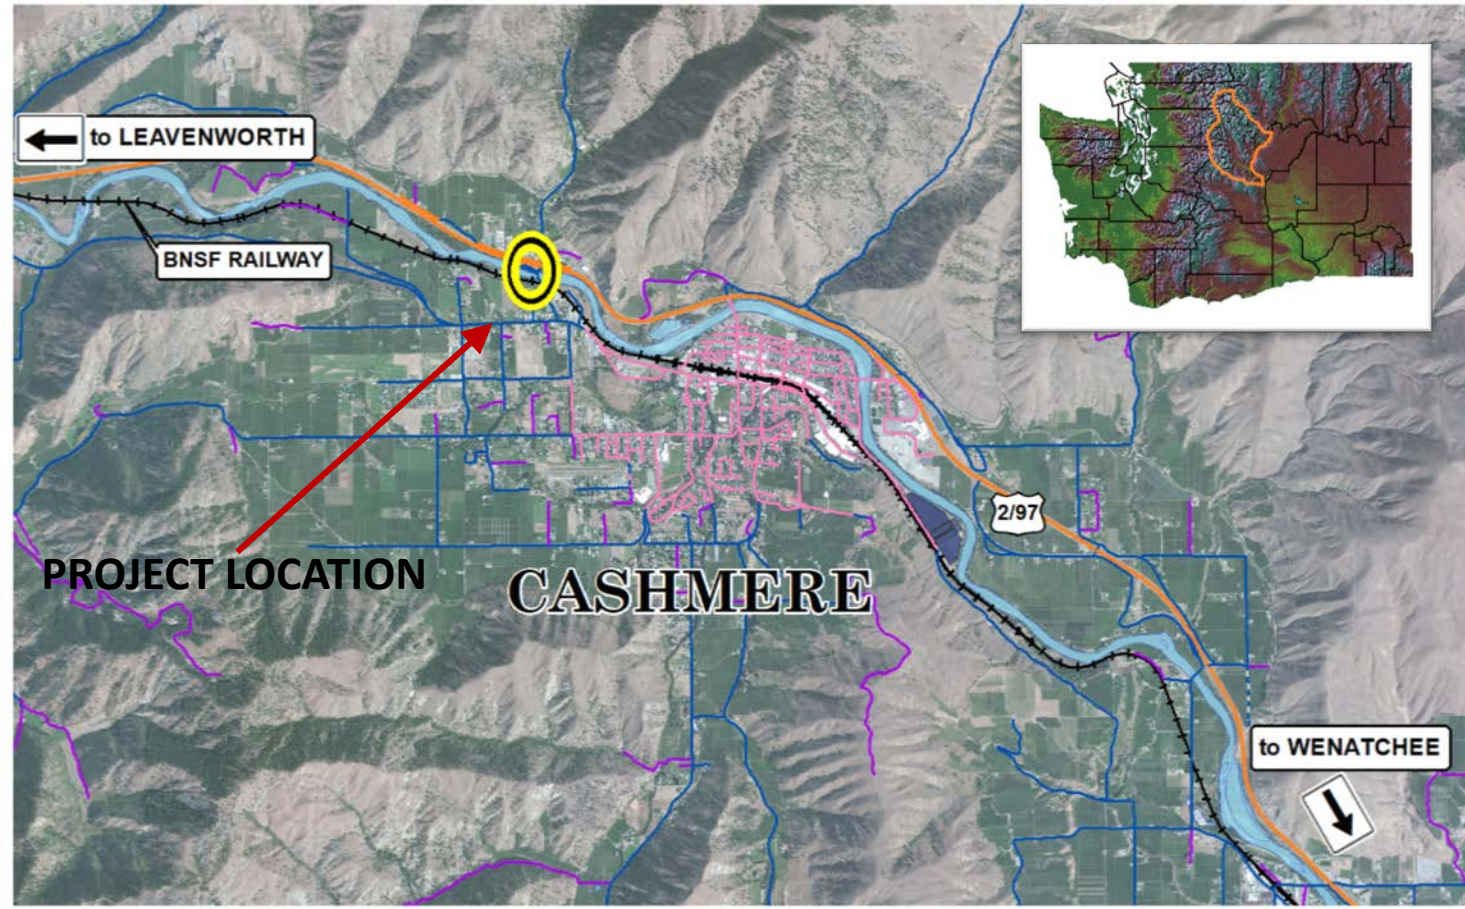 to LEAVENWORTH
BNSF RAILWAY
2/97
PROJECT LOCATION
CASHMERE
to WENATCHEE